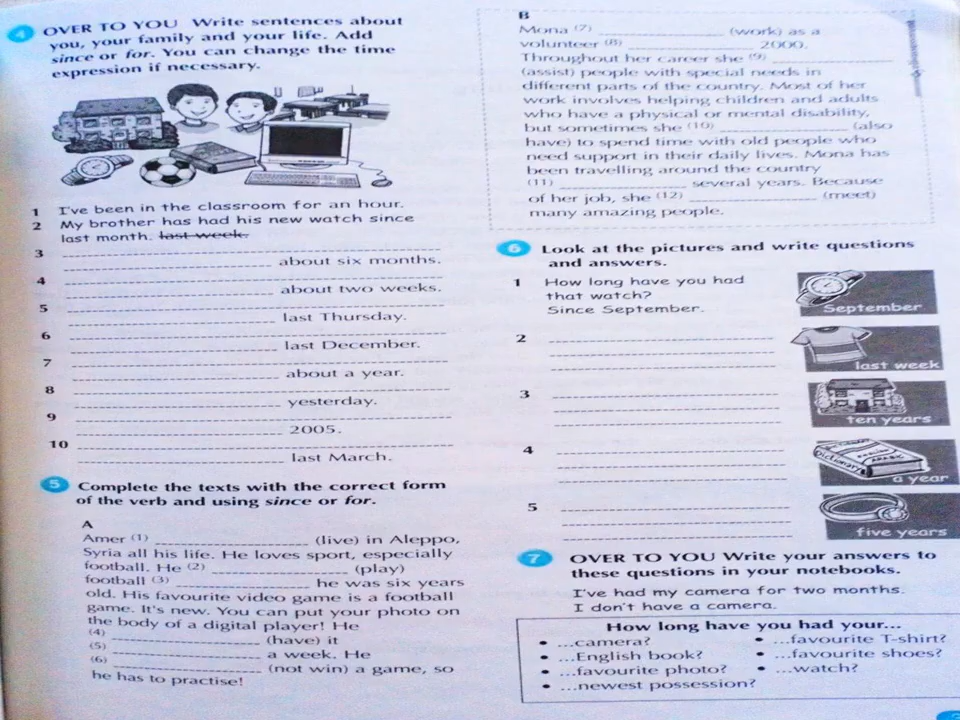 4 OVER TO YOU Write sentences about
you, your family and your life. Add
since or for. You can change the time
expression if necessary.
1 I've been in the classroom for an hour.
2 My brother has had his new watch since
last month. last week.
3
about six months.
4
about two weeks.
5
last Thursday.
6
last December.
7
about a year.
8
yesterday.
9
2005.
10
last March.
5 Complete the texts with the correct form
of the verb and using since or for.
A
Amer (1) (live) in Aleppo,
Syria all his life. He loves sport, especially
football. He (2) (play)
football (3) he was six years
old. His favourite video game is a football
game. It's new. You can put your photo on
the body of a digital player! He
(4) (have) it
(5) a week. He
(6) (not win) a game, so
he has to practise!
B
Mona (7) (work) as a
volunteer (8) 2000.
Throughout her career she (9)
(assist) people with special needs in
different parts of the country. Most of her
work involves helping children and adults
who have a physical or mental disability,
but sometimes she (10) (also
have) to spend time with old people who
need support in their daily lives. Mona has
been travelling around the country
(11) several years. Because
of her job, she (12) (meet)
many amazing people.
6 Look at the pictures and write questions
and answers.
1 How long have you had
that watch?
Since September.
September
2
last week
3
ten years
4
Dictionary
a year
5
five years
7 OVER TO YOU Write your answers to
these questions in your notebooks.
I've had my camera for two months.
I don't have a camera.
How long have you had your...
• ...camera?
• ...English book?
• ...favourite photo?
• ...newest possession?
• ...favourite T-shirt?
• ...favourite shoes?
• ...watch?